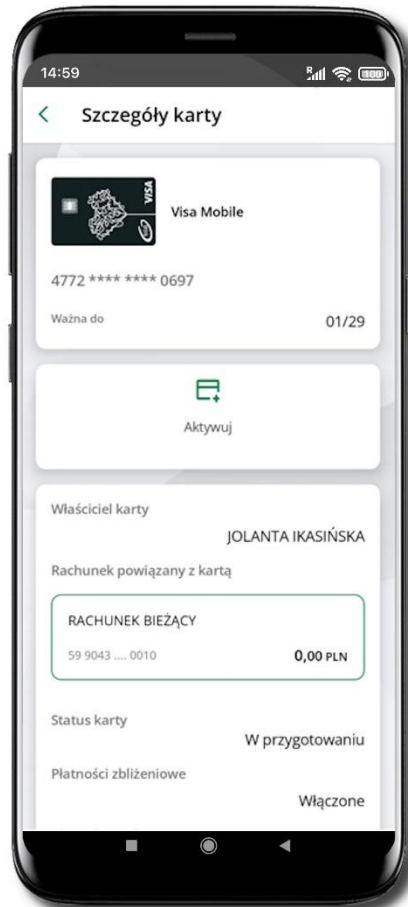 14:59
R
100
Szczegóły karty
VISA
Visa Mobile
4772 **** **** 0697
Ważna do
01/29
Aktywuj
Właściciel karty
JOLANTA IKASIŃSKA
Rachunek powiązany z kartą
RACHUNEK BIEŻĄCY
59 9043 .... 0010
0,00 PLN
Status karty
W przygotowaniu
Płatności zbliżeniowe
Włączone